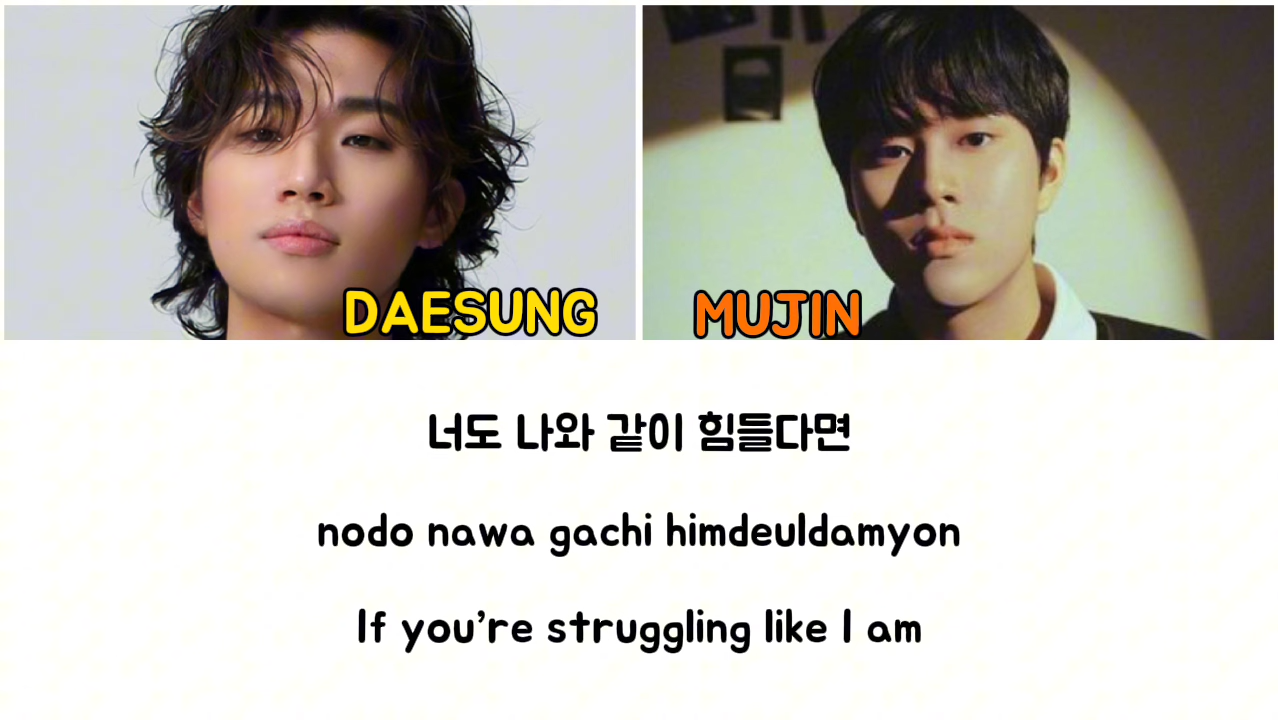 DAESUNG
MUJIN
너도 나와 같이 힘들다면
nodo nawa gachi himdeuldamyon
If you’re struggling like I am